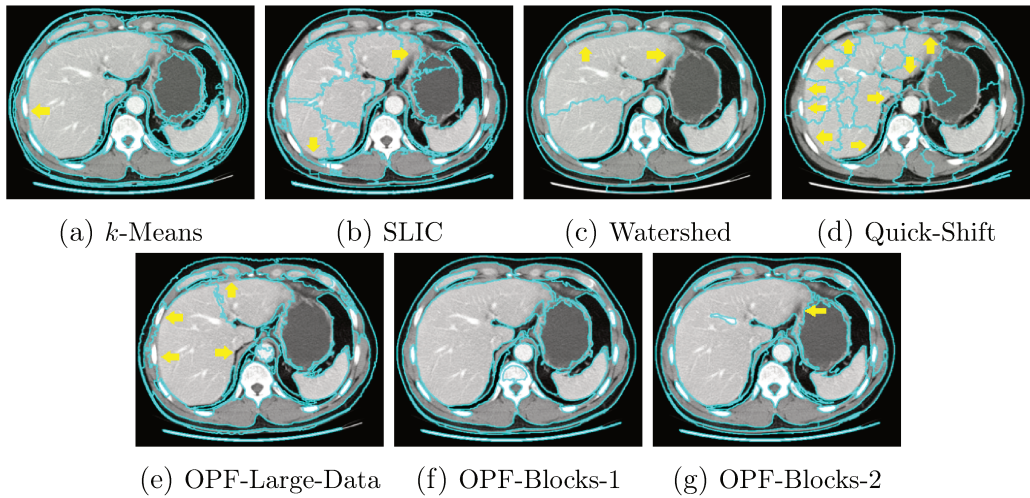 (a) k-Means
(b) SLIC
(c) Watershed
(d) Quick-Shift
(e) OPF-Large-Data
(f) OPF-Blocks-1
(g) OPF-Blocks-2